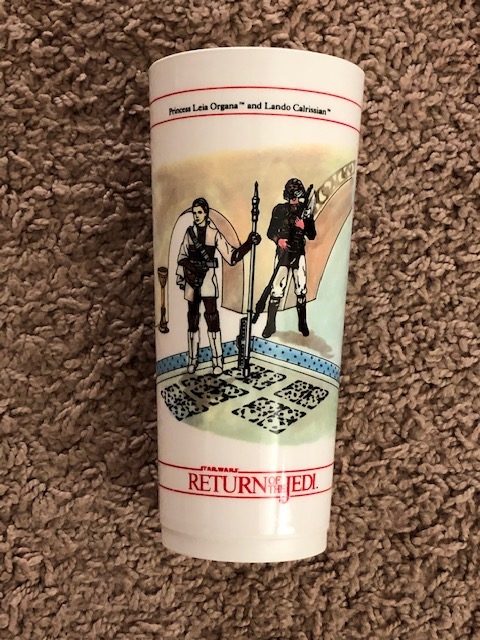 Princess Leia Organa™ and Lando Calrissian™
STAR WARS
RETURN OF THE JEDI.